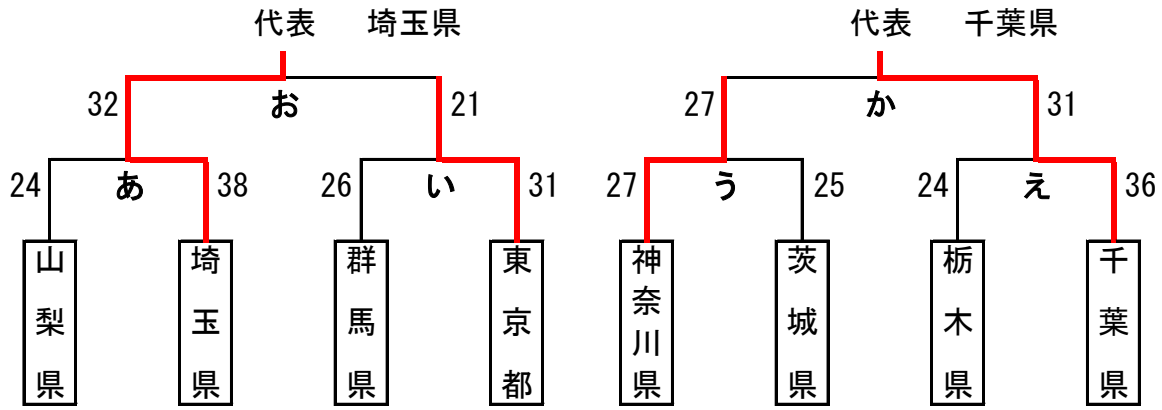 代表 埼玉県 代表 千葉県
32 お 21 27 か 31
24 あ 38 26 い 31 27 う 25 24 え 36
山梨県 埼玉県 群馬県 東京都 神奈川県 茨城県 栃木県 千葉県